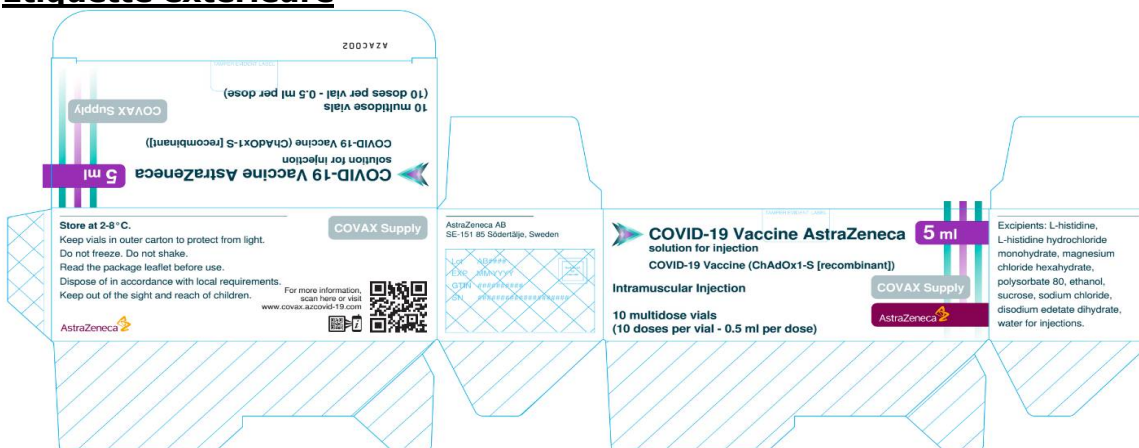 Etiquette extérieure
AZAC002
10 multidose vials
(10 doses per vial - 0.5 ml per dose)
COVAX Supply
COVID-19 Vaccine AstraZeneca
5 ml
solution for injection
COVID-19 Vaccine (ChAdOx1-S [recombinant])
Store at 2-8°C.
Keep vials in outer carton to protect from light.
Do not freeze. Do not shake.
Read the package leaflet before use.
Dispose of in accordance with local requirements.
Keep out of the sight and reach of children.
COVAX Supply
For more information,
scan here or visit
www.covax.azcovid-19.com
AstraZeneca
AstraZeneca AB
SE-151 85 Södertälje, Sweden
Lot AB####
EXP MM-YYYY
GTIN ##########
SN ####################
COVID-19 Vaccine AstraZeneca
5 ml
solution for injection
COVID-19 Vaccine (ChAdOx1-S [recombinant])
Intramuscular Injection
COVAX Supply
10 multidose vials
(10 doses per vial - 0.5 ml per dose)
AstraZeneca
Excipients: L-histidine,
L-histidine hydrochloride
monohydrate, magnesium
chloride hexahydrate,
polysorbate 80, ethanol,
sucrose, sodium chloride,
disodium edetate dihydrate,
water for injections.